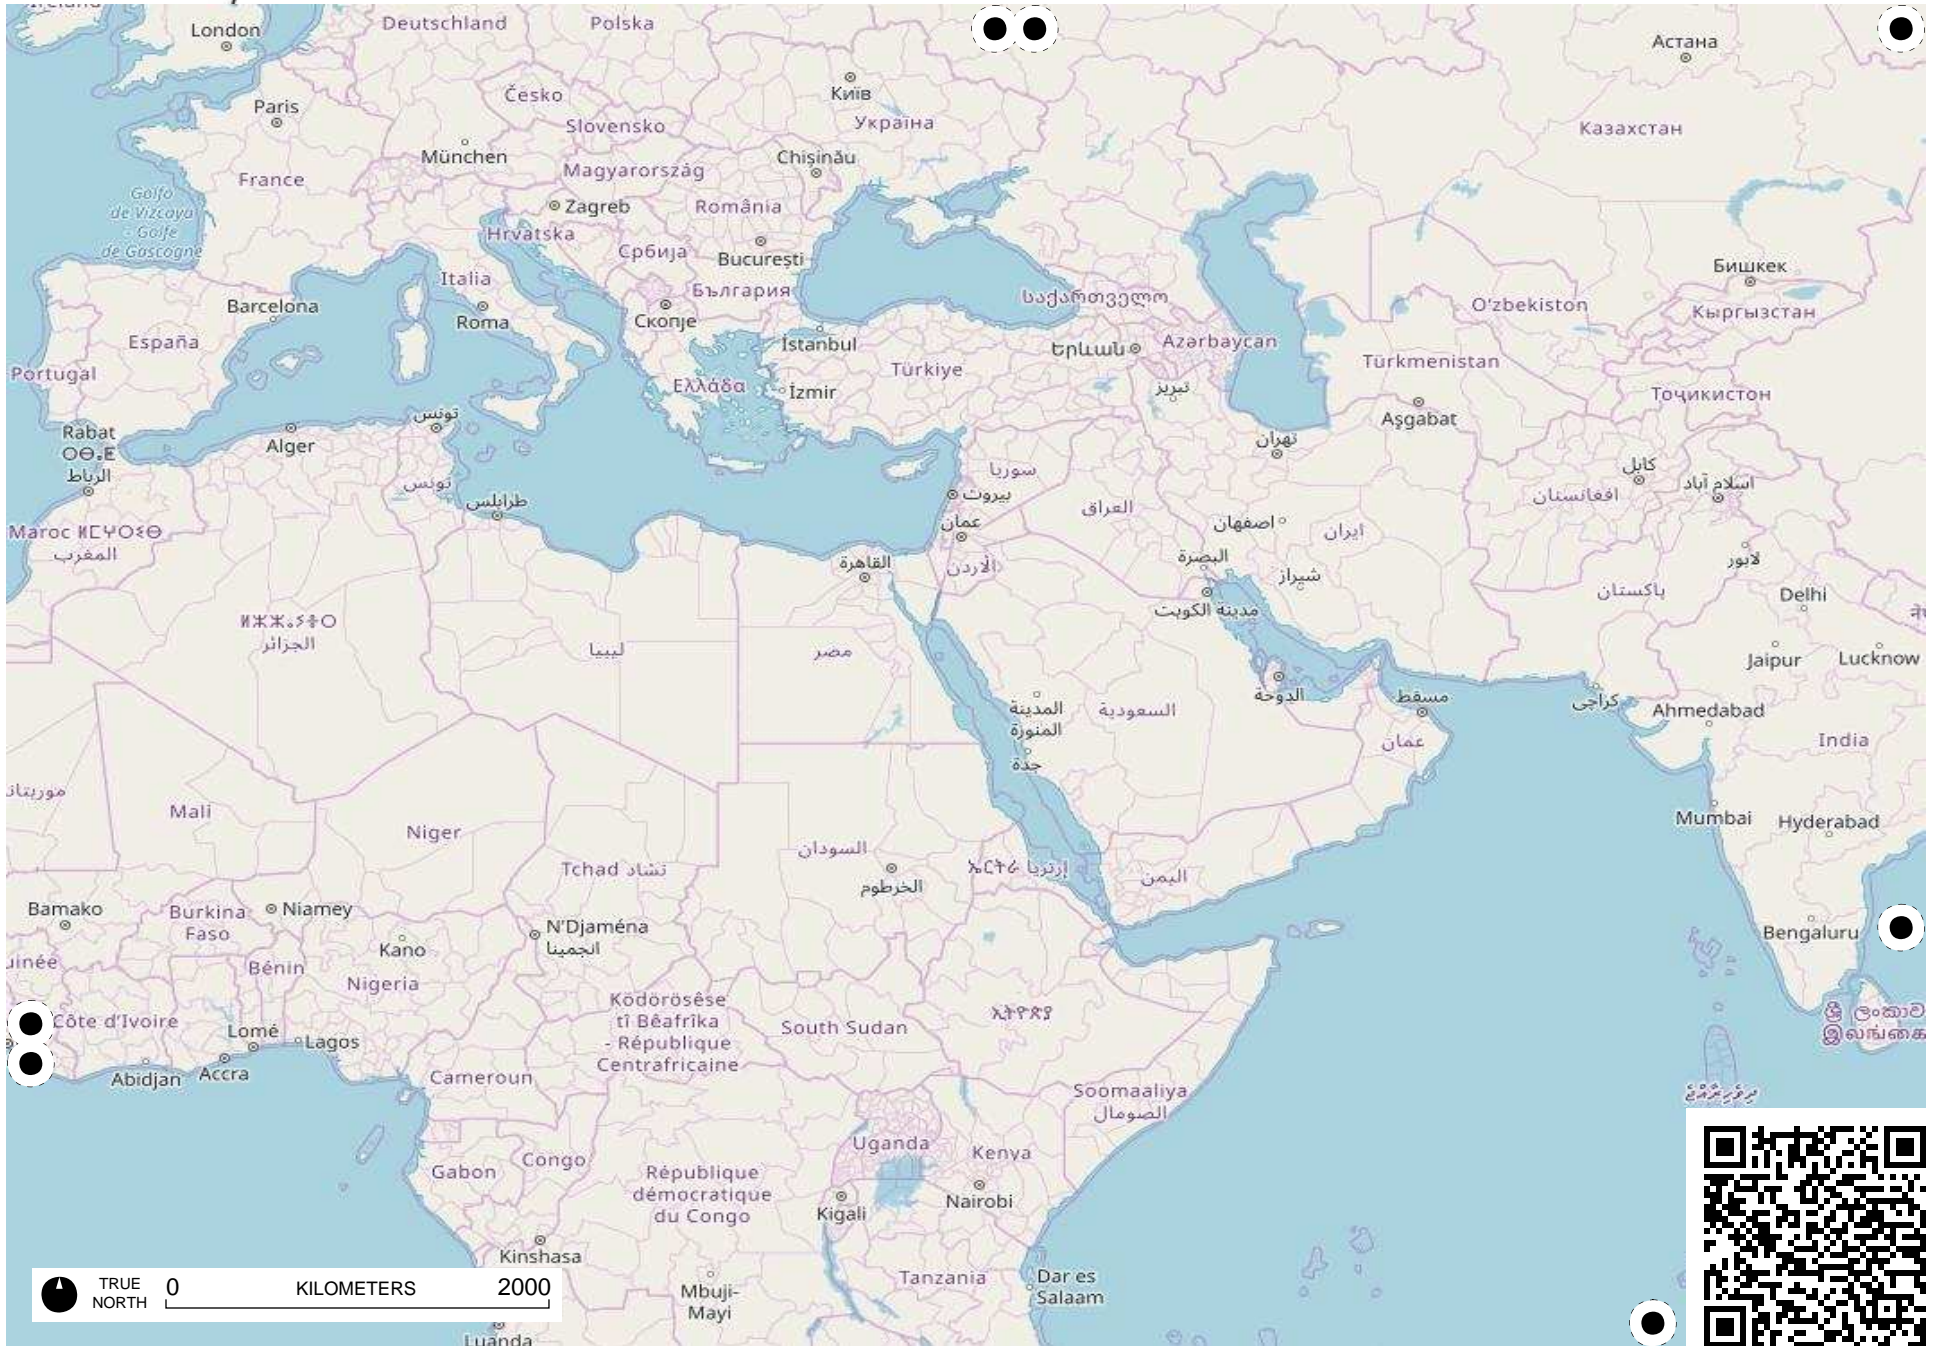 London
Deutschland
Polska
Астана
Paris
Česko
Київ
Україна
Slovensko
Казахстан
München
Chișinău
France
Magyarország
Golfo
de Vizcaya
- Golfe
de Gascogne
Zagreb
România
Hrvatska
Србија
București
Italia
България
Бишкек
Barcelona
Roma
Скопје
საქართველო
O'zbekiston
Кыргызстан
España
İstanbul
Երևան
Azərbaycan
Türkmenistan
Portugal
Ελλάδα
İzmir
Türkiye
تبریز
Тоҷикистон
Aşgabat
تونس
Rabat
ⵔⴱⴰⵟ
الرباط
Alger
تهران
کابل
سوريا
تونس
اسلام آباد
افغانستان
طرابلس
بيروت
العراق
عمان
اصفهان
ایران
Maroc ⵍⵎⵖⵔⵉⴱ
المغرب
القاهرة
الأردن
البصرة
شیراز
لاہور
مدينة الكويت
پاکستان
Delhi
ⵍⵣⵣⴰⵢⴻⵔ
الجزائر
ليبيا
مصر
Jaipur
Lucknow
الدوحة
مسقط
کراچی
المدينة
المنورة
السعودية
Ahmedabad
عمان
India
جدة
Mali
Niger
Mumbai
Hyderabad
Tchad تشاد
السودان
ኤርትራ إرتريا
اليمن
الخرطوم
Bamako
Burkina
Faso
Niamey
N'Djaména
انجمينا
Kano
Bengaluru
Bénin
Nigeria
Ködörösêse
tî Bêafrîka
- République
Centrafricaine
South Sudan
ኢትዮጵያ
Côte d'Ivoire
Lomé
Lagos
Abidjan
Accra
Cameroun
Soomaaliya
الصومال
ދިވެހިރާއްޖެ
Uganda
Kenya
Gabon
Congo
République
démocratique
du Congo
Kigali
Nairobi
Kinshasa
Mbuji-
Mayi
Tanzania
Dar es
Salaam
TRUE
NORTH
0 KILOMETERS 2000
Luanda